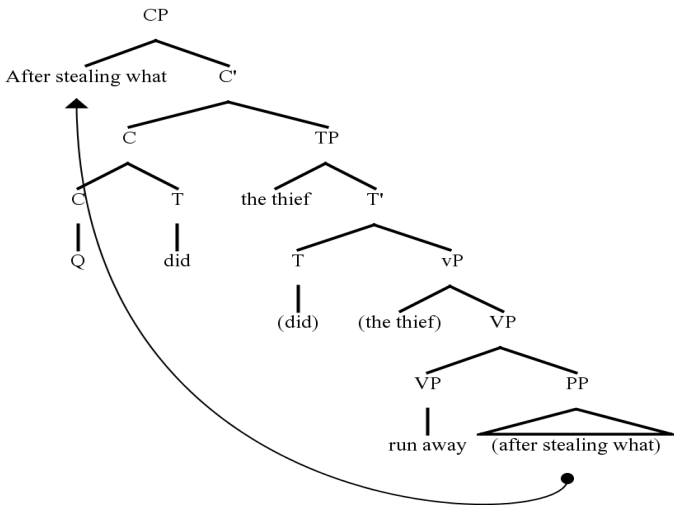 CP
After stealing what C'
C TP
C T the thief T'
Q did T vP
(did) (the thief) VP
VP PP
run away (after stealing what)